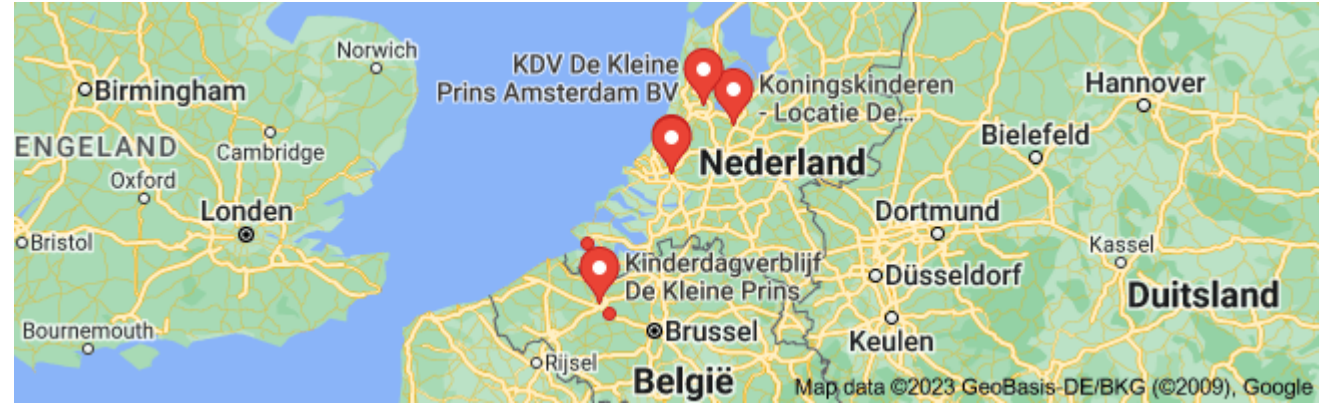 Norwich
KDV De Kleine
Prins Amsterdam BV
Koningskinderen
- Locatie De...
Hannover
Birmingham
Bielefeld
ENGELAND
Cambridge
Nederland
Oxford
Londen
Dortmund
Bristol
Kassel
Kinderdagverblijf
De Kleine Prins
Düsseldorf
Duitsland
Bournemouth
Brussel
Keulen
Rijsel
België
Map data ©2023 GeoBasis-DE/BKG (©2009), Google